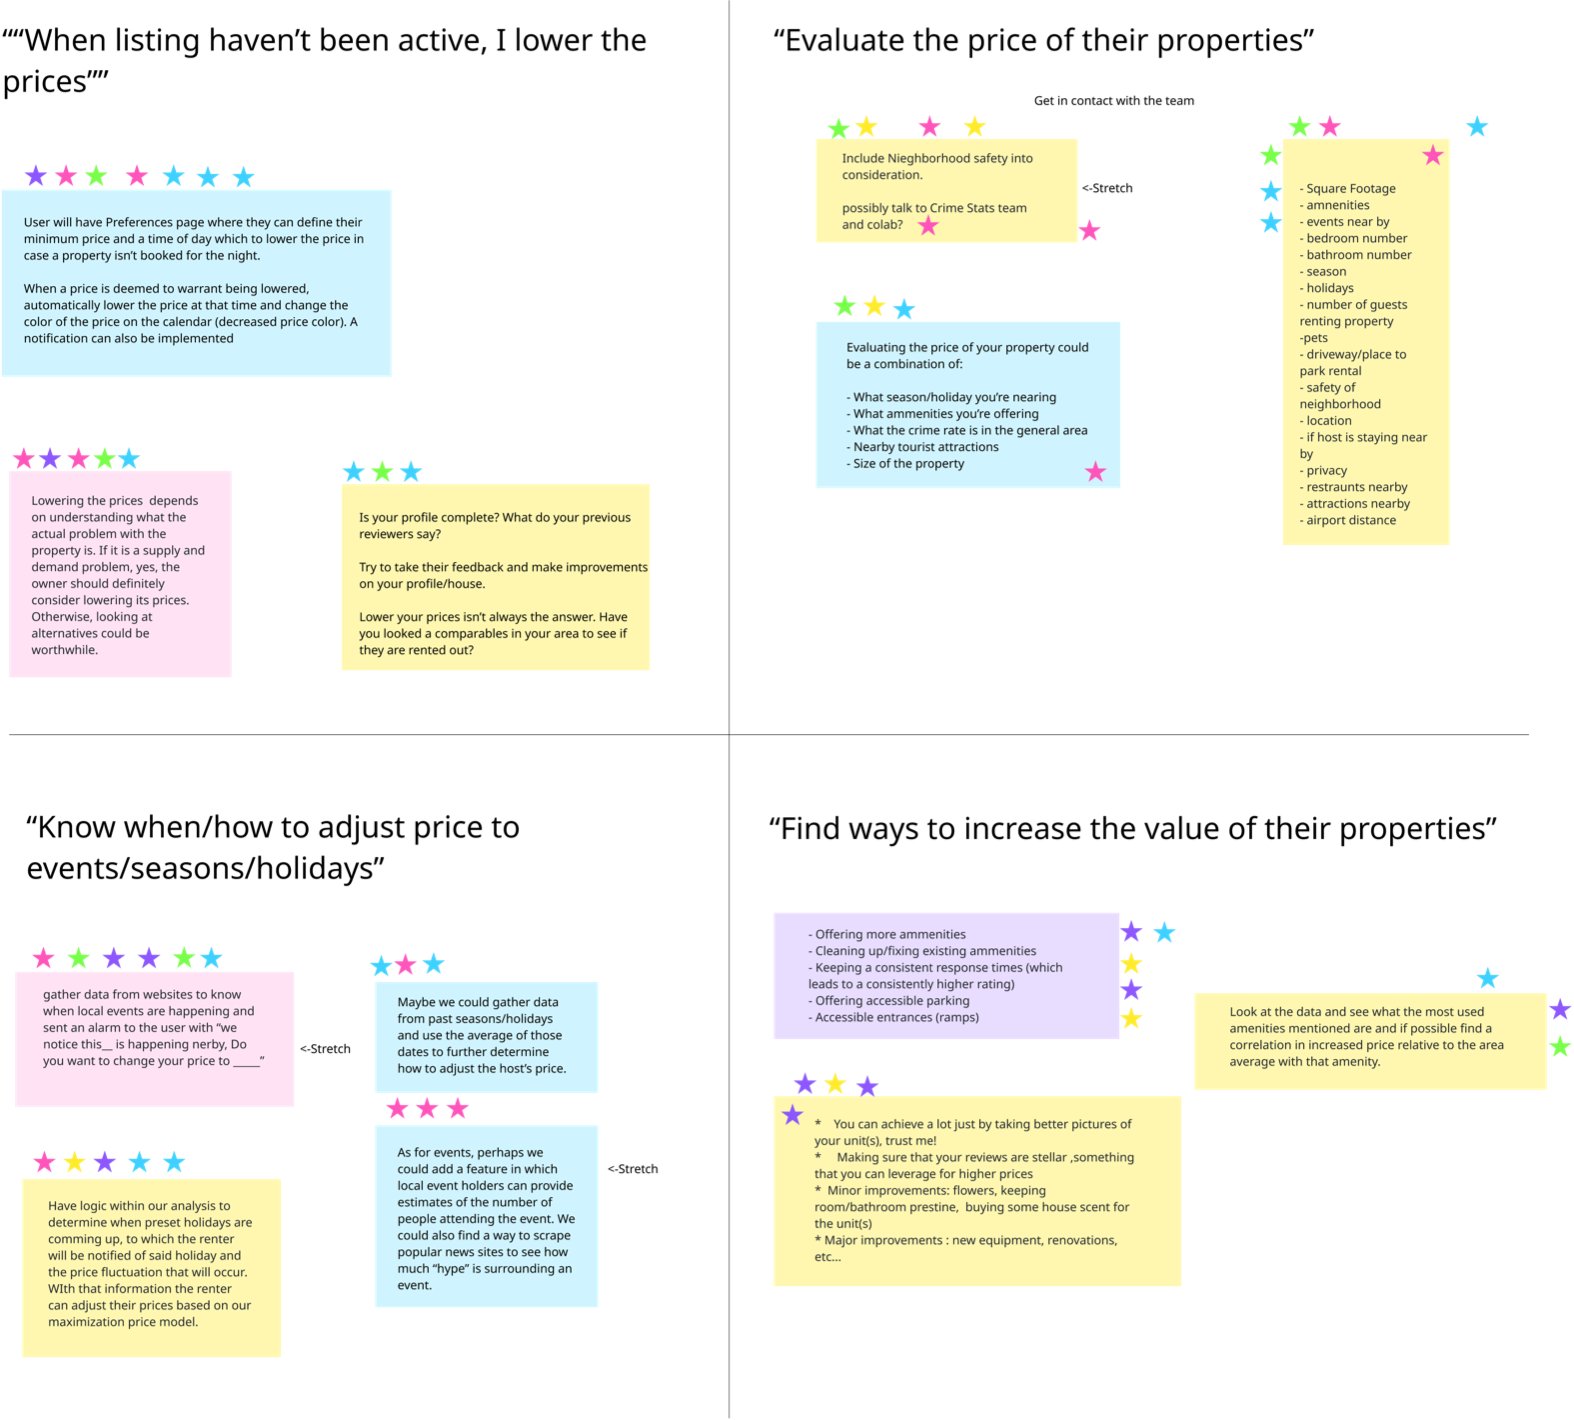 ““When listing haven’t been active, I lower the
prices””
User will have Preferences page where they can define their
minimum price and a time of day which to lower the price in
case a property isn’t booked for the night.
When a price is deemed to warrant being lowered,
automatically lower the price at that time and change the
color of the price on the calendar (decreased price color). A
notification can also be implemented
Lowering the prices  depends
on understanding what the
actual problem with the
property is. If it is a supply and
demand problem, yes, the
owner should definitely
consider lowering its prices.
Otherwise, looking at
alternatives could be
worthwhile.
Is your profile complete? What do your previous
reviewers say?
Try to take their feedback and make improvements
on your profile/house.
Lower your prices isn’t always the answer. Have
you looked a comparables in your area to see if
they are rented out?
“Evaluate the price of their properties”
Get in contact with the team
Include Nieghborhood safety into
consideration.
possibly talk to Crime Stats team
and colab?
<-Stretch
Evaluating the price of your property could
be a combination of:
- What season/holiday you’re nearing
- What ammenities you’re offering
- What the crime rate is in the general area
- Nearby tourist attractions
- Size of the property
- Square Footage
- amnenities
- events near by
- bedroom number
- bathroom number
- season
- holidays
- number of guests
renting property
-pets
- driveway/place to
park rental
- safety of
neighborhood
- location
- if host is staying near
by
- privacy
- restraunts nearby
- attractions nearby
- airport distance
“Know when/how to adjust price to
events/seasons/holidays”
gather data from websites to know
when local events are happening and
sent an alarm to the user with “we
notice this__ is happening nerby, Do
you want to change your price to _____”
<-Stretch
Maybe we could gather data
from past seasons/holidays
and use the average of those
dates to further determine
how to adjust the host’s price.
Have logic within our analysis to
determine when preset holidays are
comming up, to which the renter
will be notified of said holiday and
the price fluctuation that will occur.
WIth that information the renter
can adjust their prices based on our
maximization price model.
As for events, perhaps we
could add a feature in which
local event holders can provide
estimates of the number of
people attending the event. We
could also find a way to scrape
popular news sites to see how
much “hype” is surrounding an
event.
<-Stretch
“Find ways to increase the value of their properties”
- Offering more ammenities
- Cleaning up/fixing existing ammenities
- Keeping a consistent response times (which
leads to a consistently higher rating)
- Offering accessible parking
- Accessible entrances (ramps)
Look at the data and see what the most used
amenities mentioned are and if possible find a
correlation in increased price relative to the area
average with that amenity.
*    You can achieve a lot just by taking better pictures of
your unit(s), trust me!
*     Making sure that your reviews are stellar ,something
that you can leverage for higher prices
*  Minor improvements: flowers, keeping
room/bathroom prestine,  buying some house scent for
the unit(s)
* Major improvements : new equipment, renovations,
etc...